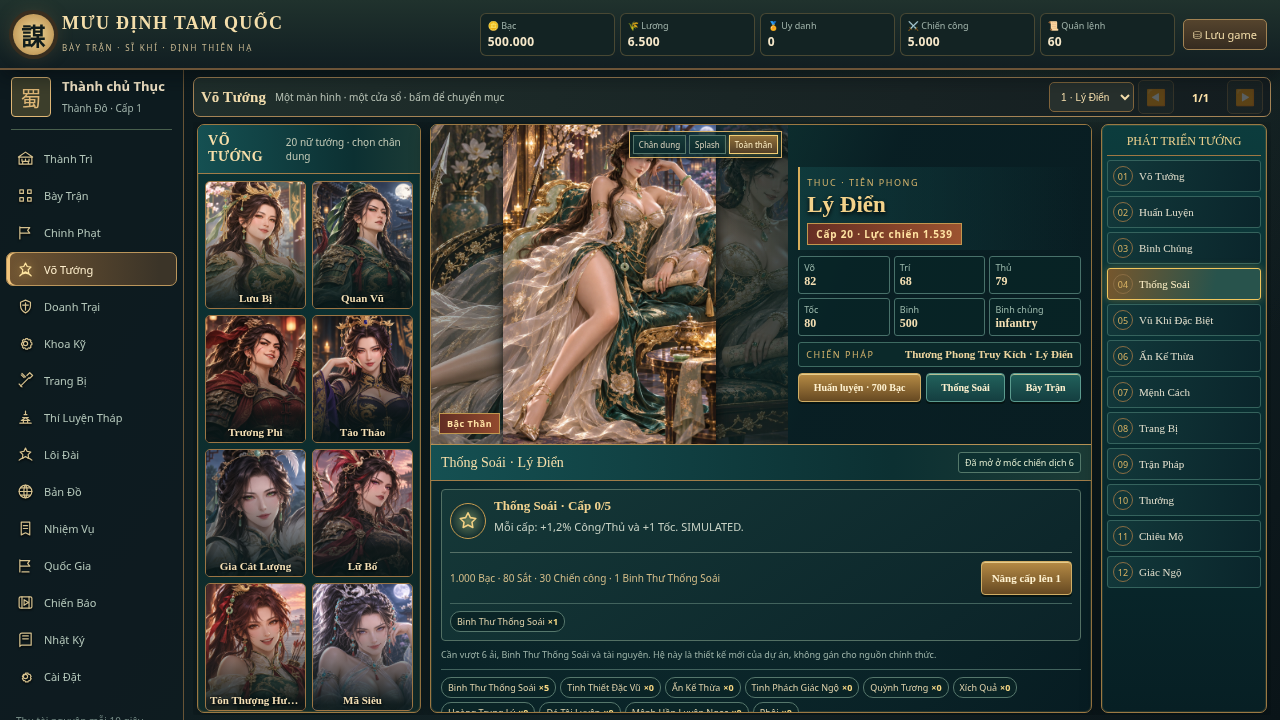 謀
MƯU ĐỊNH TAM QUỐC
BÀY TRẬN · SĨ KHÍ · ĐỊNH THIÊN HẠ
Bạc
500.000
Lương
6.500
Uy danh
0
Chiến công
5.000
Quân lệnh
60
Lưu game
蜀
Thành chủ Thục
Thành Đô · Cấp 1
Thành Trì
Bày Trận
Chinh Phạt
Võ Tướng
Doanh Trại
Khoa Kỹ
Trang Bị
Thí Luyện Tháp
Lôi Đài
Bản Đồ
Nhiệm Vụ
Quốc Gia
Chiến Báo
Nhật Ký
Cài Đặt
Võ Tướng
Một màn hình · một cửa sổ · bấm để chuyển mục
1 · Lý Điển
1/1
VÕ TƯỚNG
20 nữ tướng · chọn chân dung
Lưu Bị
Quan Vũ
Trương Phi
Tào Tháo
Gia Cát Lượng
Lữ Bố
Tôn Thượng Hư…
Mã Siêu
Chân dung
Splash
Toàn thân
Bậc Thần
THỤC · TIÊN PHONG
Lý Điển
Cấp 20 · Lực chiến 1.539
Võ
82
Trí
68
Thủ
79
Tốc
80
Binh
500
Binh chủng
infantry
CHIẾN PHÁP
Thương Phong Truy Kích · Lý Điển
Huấn luyện · 700 Bạc
Thống Soái
Bày Trận
Thống Soái · Lý Điển
Đã mở ở mốc chiến dịch 6
Thống Soái · Cấp 0/5
Mỗi cấp: +1,2% Công/Thủ và +1 Tốc. SIMULATED.
1.000 Bạc · 80 Sắt · 30 Chiến công · 1 Binh Thư Thống Soái
Nâng cấp lên 1
Binh Thư Thống Soái ×1
Cần vượt 6 ải, Binh Thư Thống Soái và tài nguyên. Hệ này là thiết kế mới của dự án, không gán cho nguồn chính thức.
Binh Thư Thống Soái ×5
Tinh Thiết Đặc Vũ ×0
Ấn Kế Thừa ×0
Tinh Phách Giác Ngộ ×0
Quỳnh Tương ×0
Xích Quả ×0
PHÁT TRIỂN TƯỚNG
01 Võ Tướng
02 Huấn Luyện
03 Binh Chủng
04 Thống Soái
05 Vũ Khí Đặc Biệt
06 Ấn Kế Thừa
07 Mệnh Cách
08 Trang Bị
09 Trận Pháp
10 Thưởng
11 Chiêu Mộ
12 Giác Ngộ